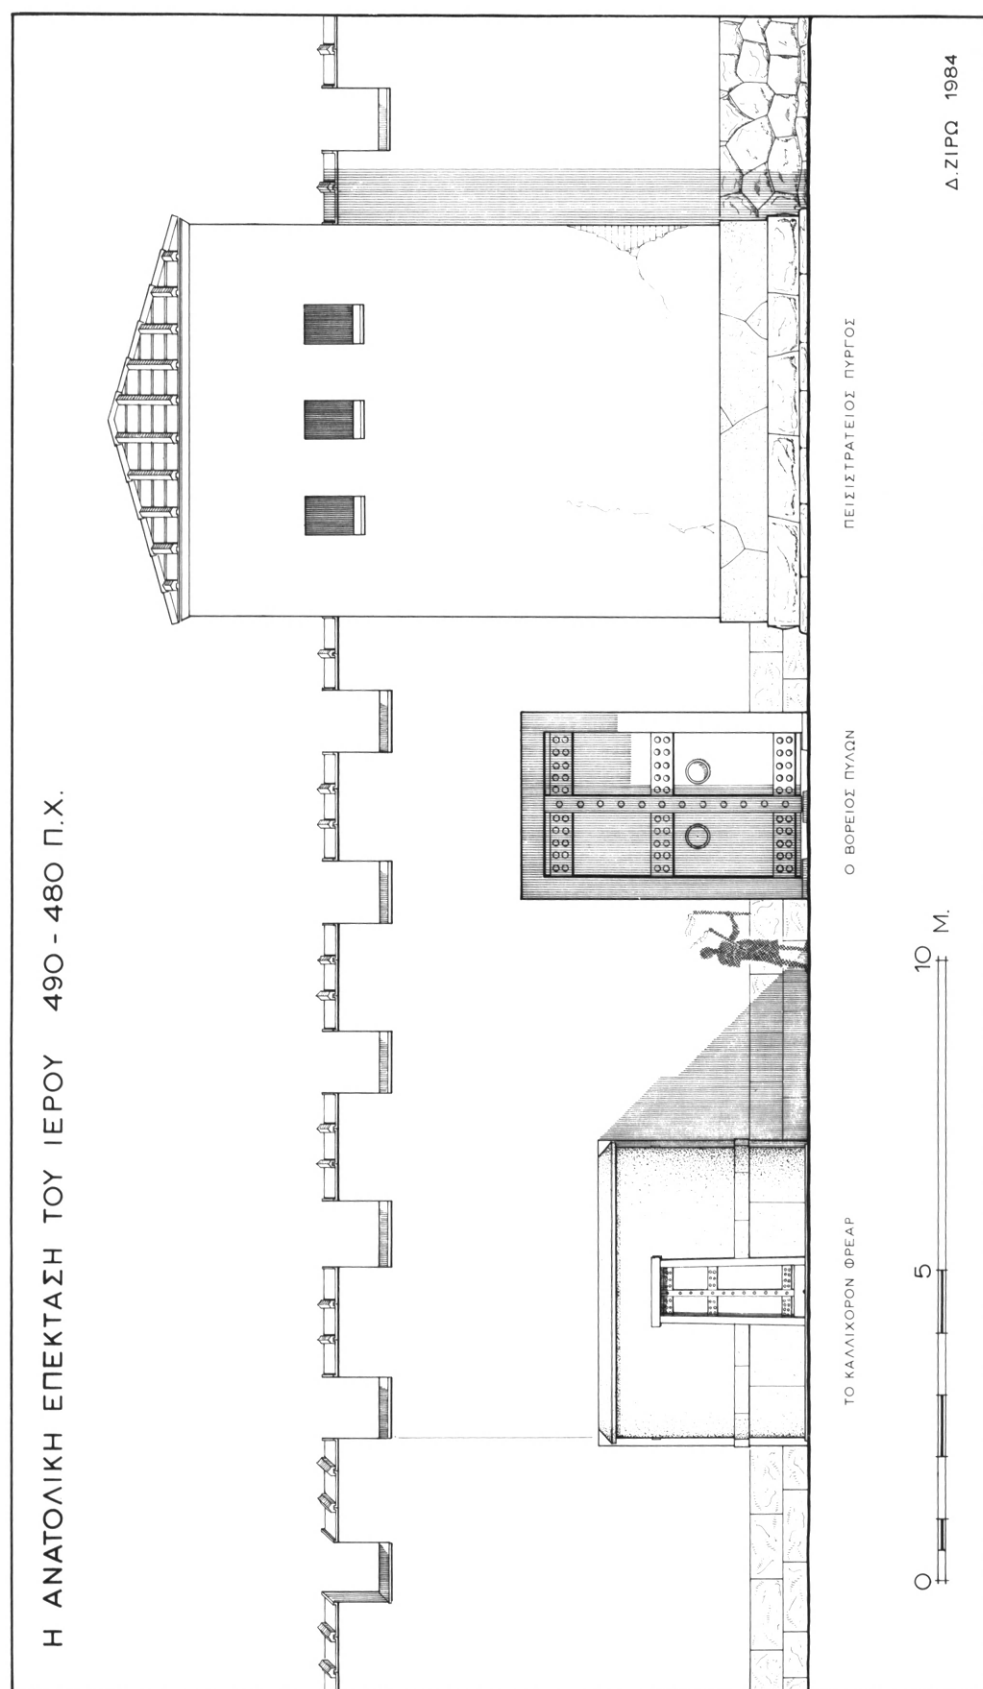 Η ΑΝΑΤΟΛΙΚΗ ΕΠΕΚΤΑΣΗ ΤΟΥ ΙΕΡΟΥ 490 - 480 Π.Χ.
ΤΟ ΚΑΛΛΙΧΟΡΟΝ ΦΡΕΑΡ
Ο ΒΟΡΕΙΟΣ ΠΥΛΩΝ
ΠΕΙΣΙΣΤΡΑΤΕΙΟΣ ΠΥΡΓΟΣ
0 5 10 Μ.
Δ.ΖΙΡΩ 1984